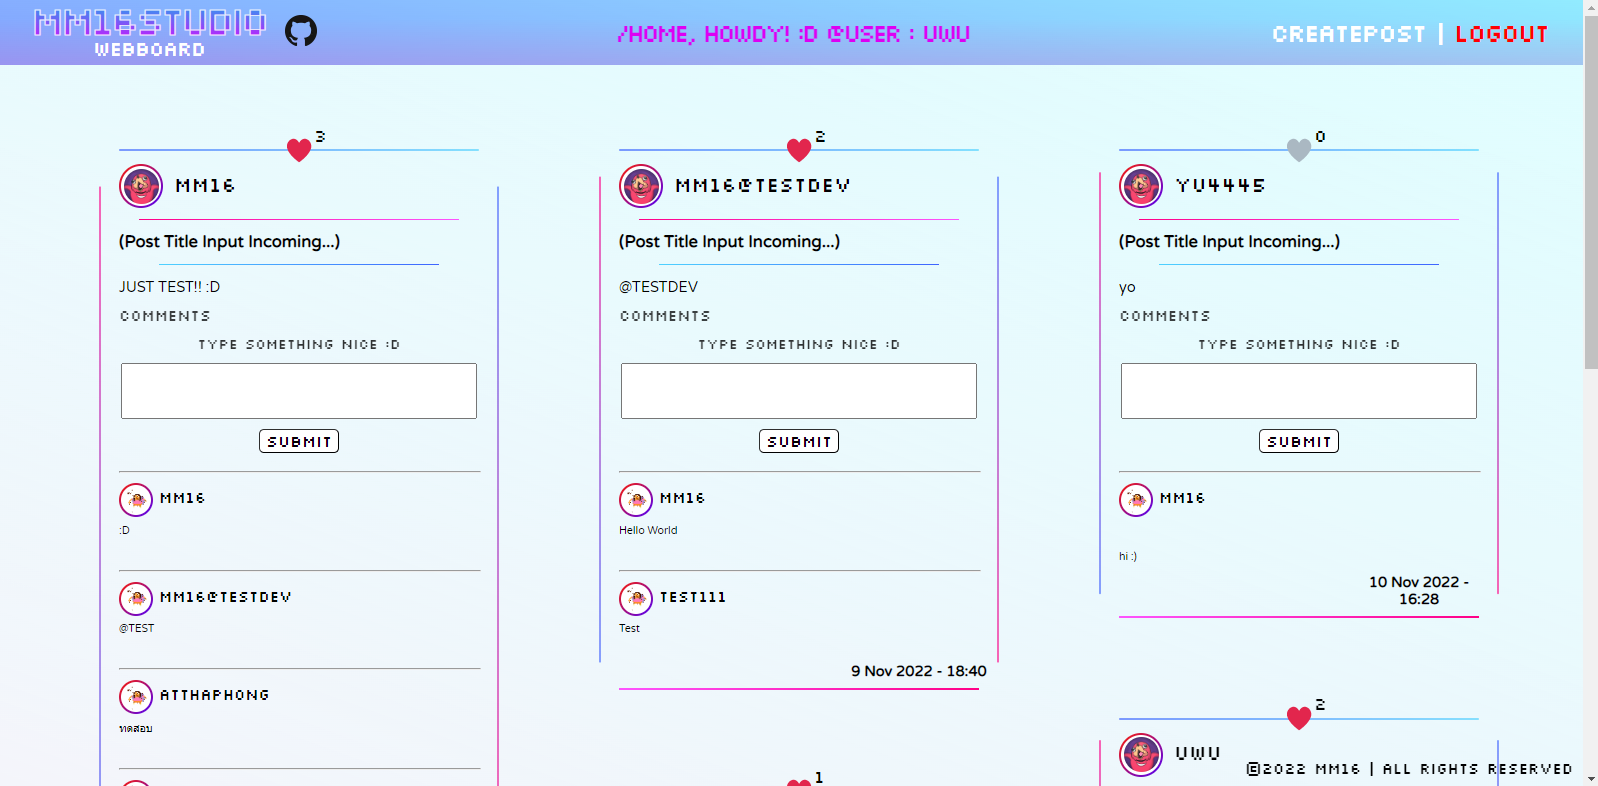 MM16STUDIO
WEBBOARD
/HOME, HOWDY! :D @USER : UWU
CREATEPOST | LOGOUT
3
MM16
(Post Title Input Incoming...)
JUST TEST!! :D
COMMENTS
TYPE SOMETHING NICE :D
SUBMIT
MM16
:D
MM16@TESTDEV
@TEST
ATTHAPHONG
ทดสอบ
2
MM16@TESTDEV
(Post Title Input Incoming...)
@TESTDEV
COMMENTS
TYPE SOMETHING NICE :D
SUBMIT
MM16
Hello World
TEST111
Test
9 Nov 2022 - 18:40
1
0
YU4445
(Post Title Input Incoming...)
yo
COMMENTS
TYPE SOMETHING NICE :D
SUBMIT
MM16
hi :)
10 Nov 2022 -
16:28
2
UWU
©2022 MM16 | ALL RIGHTS RESERVED